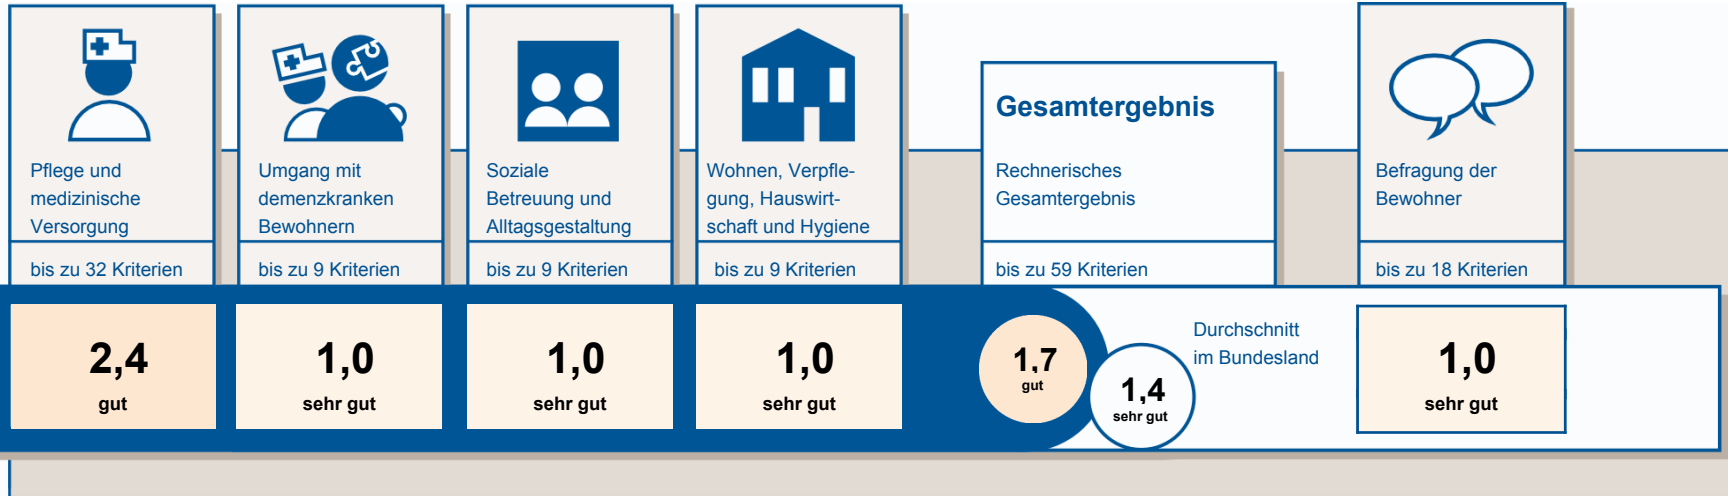 Pflege und
medizinische
Versorgung
bis zu 32 Kriterien
2,4
gut
Umgang mit
demenzkranken
Bewohnern
bis zu 9 Kriterien
1,0
sehr gut
Soziale
Betreuung und
Alltagsgestaltung
bis zu 9 Kriterien
1,0
sehr gut
Wohnen, Verpfle-
gung, Hauswirt-
schaft und Hygiene
bis zu 9 Kriterien
1,0
sehr gut
Gesamtergebnis
Rechnerisches
Gesamtergebnis
bis zu 59 Kriterien
1,7
gut
1,4
sehr gut
Durchschnitt
im Bundesland
Befragung der
Bewohner
bis zu 18 Kriterien
1,0
sehr gut